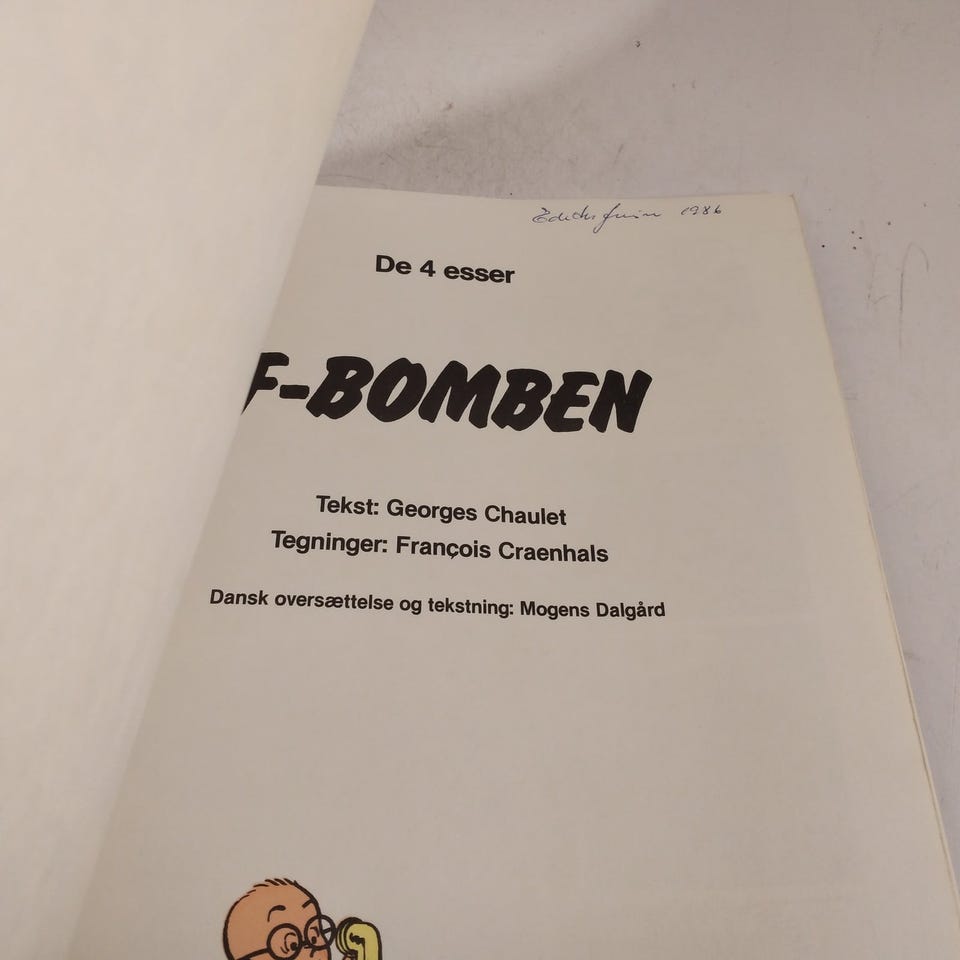 1986
De 4 esser
F-BOMBEN
Tekst: Georges Chaulet
Tegninger: François Craenhals
Dansk oversættelse og tekstning: Mogens Dalgård